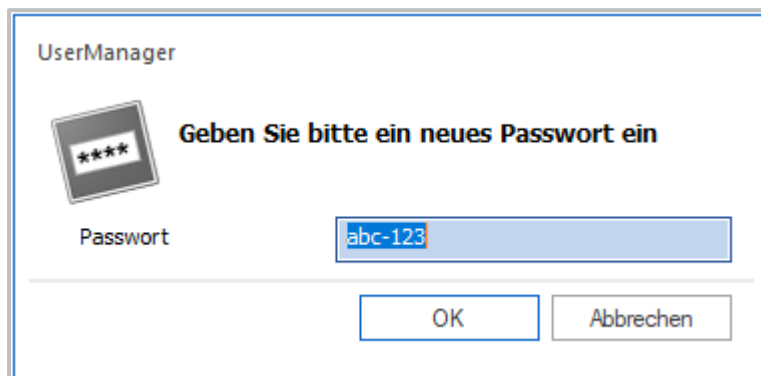 UserManager
****
Geben Sie bitte ein neues Passwort ein
Passwort
abc-123
OK
Abbrechen